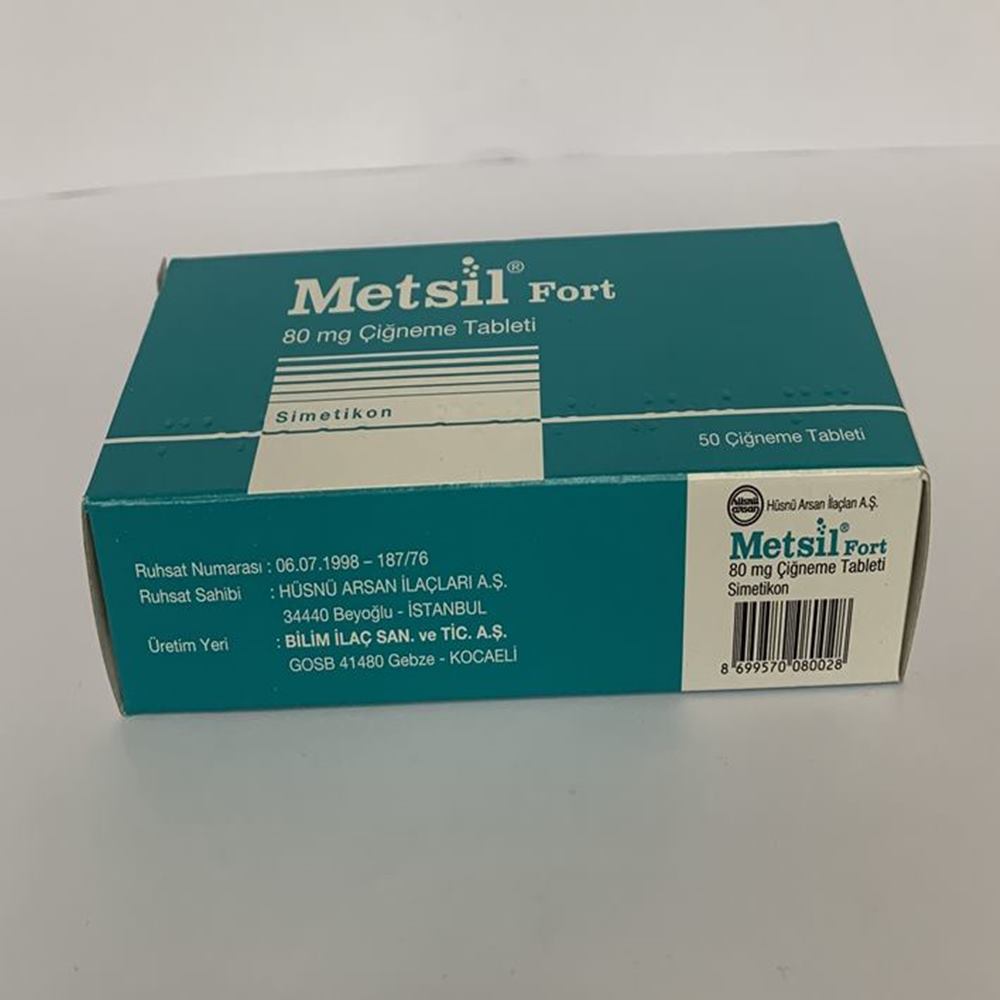 Metsil® Fort
80 mg Çiğneme Tableti
Simetikon
50 Çiğneme Tableti
Ruhsat Numarası : 06.07.1998 – 187/76
Ruhsat Sahibi : HÜSNÜ ARSAN İLAÇLARI A.Ş.
34440 Beyoğlu - İSTANBUL
Üretim Yeri : BİLİM İLAÇ SAN. ve TİC. A.Ş.
GOSB 41480 Gebze - KOCAELİ
hüsnü
arsan
Hüsnü Arsan İlaçları A.Ş.
Metsil® Fort
80 mg Çiğneme Tableti
Simetikon
8 699570 080028